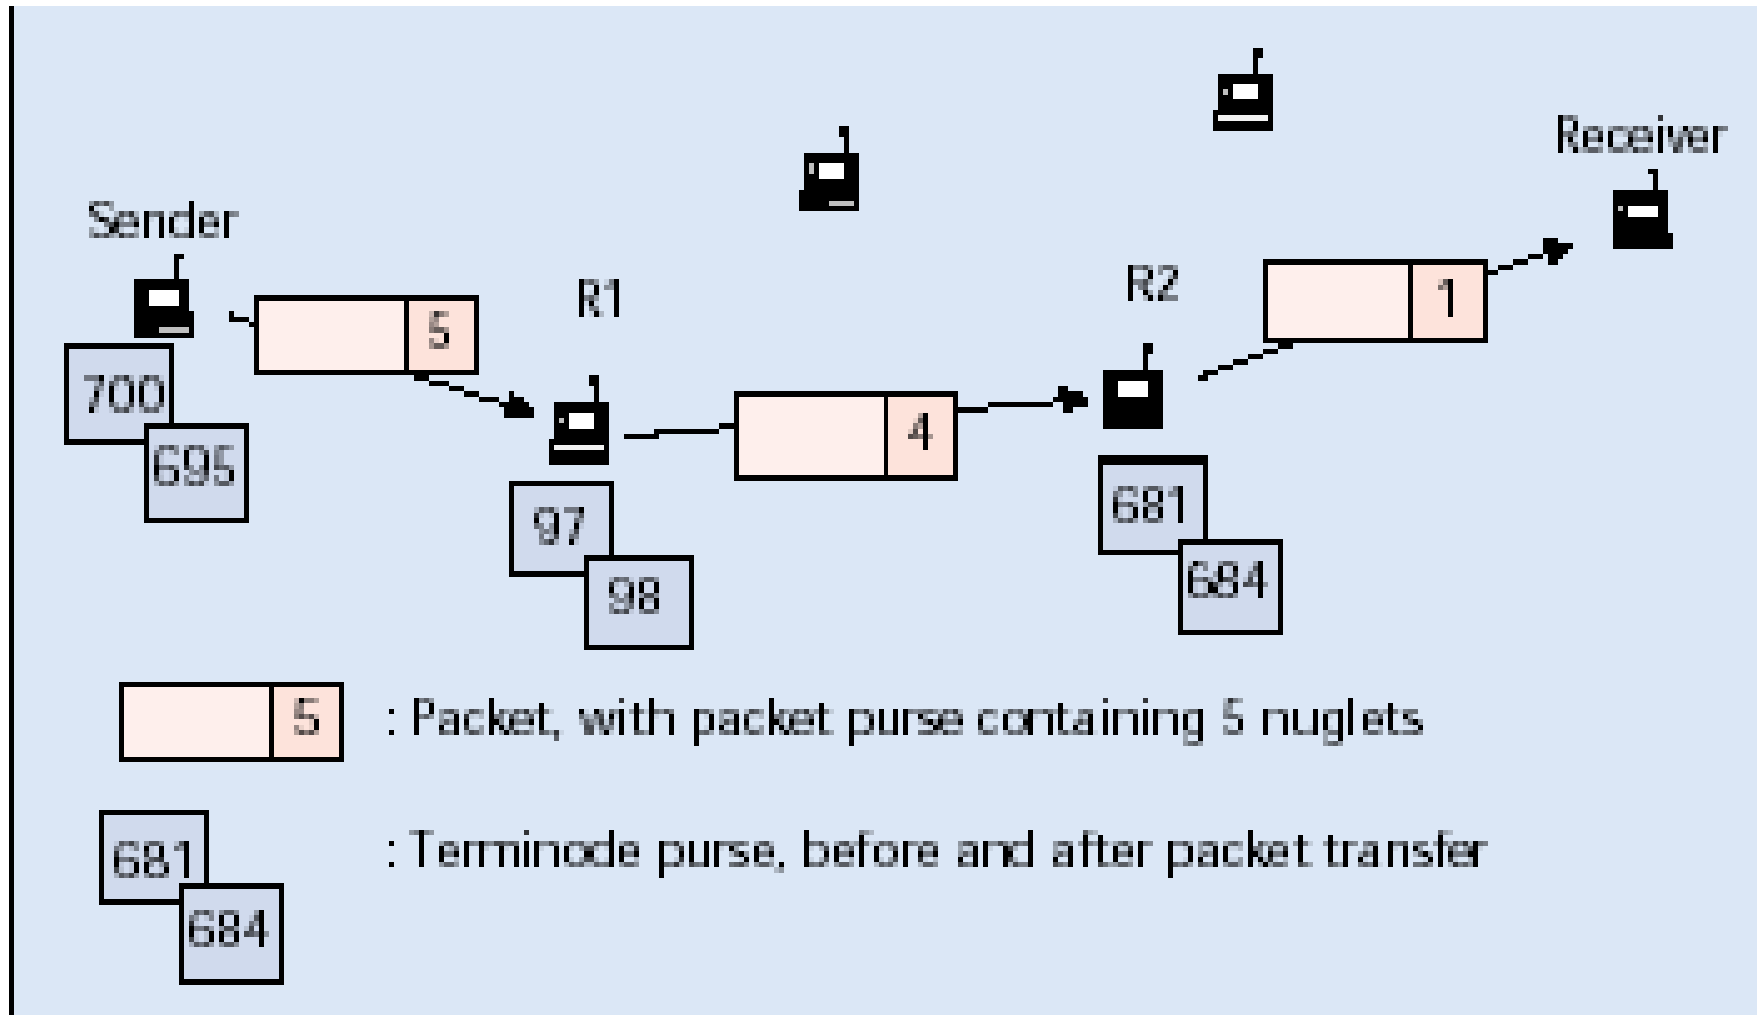 Receiver
Sender
R1
R2
5
4
1
700
695
97
98
681
684
5 : Packet, with packet purse containing 5 nuglets
681
684
: Terminode purse, before and after packet transfer